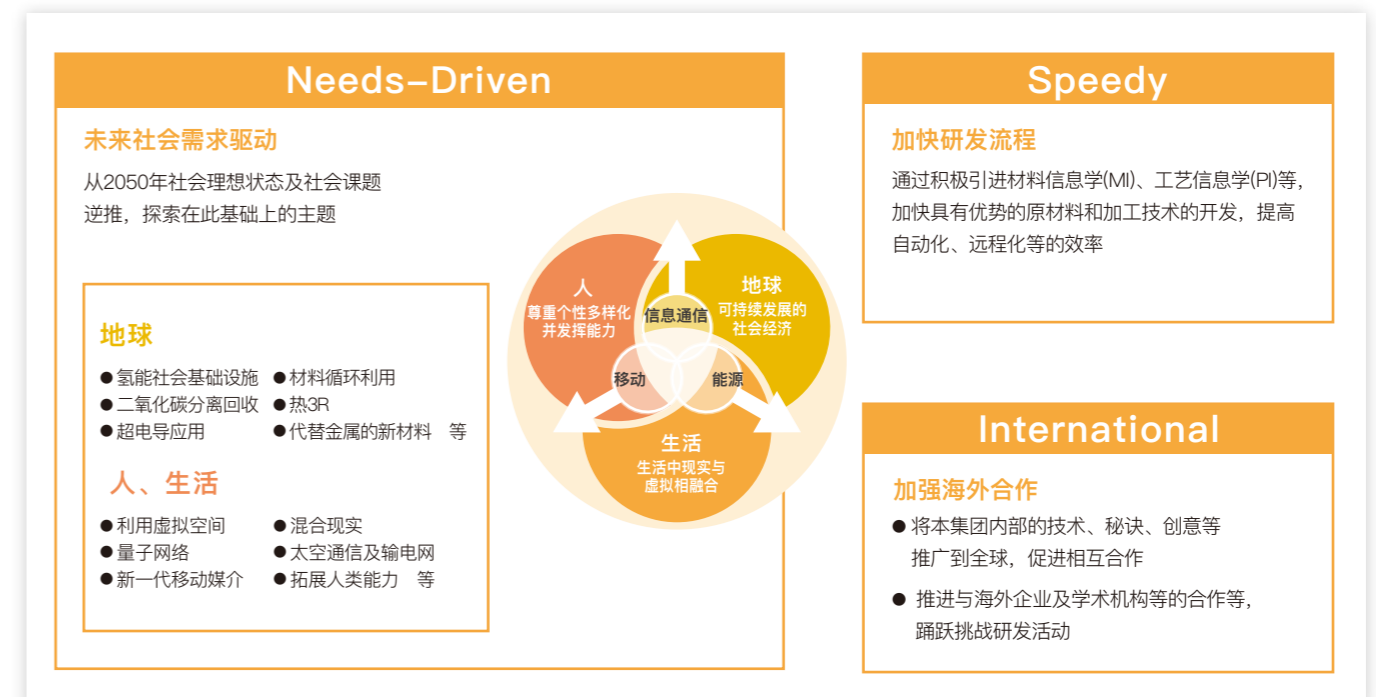 Needs–Driven
未来社会需求驱动
从2050年社会理想状态及社会课题
逆推，探索在此基础上的主题
地球
●氢能社会基础设施 ●材料循环利用
●二氧化碳分离回收 ●热3R
●超电导应用 ●代替金属的新材料 等
人、生活
●利用虚拟空间 ●混合现实
●量子网络 ●太空通信及输电网
●新一代移动媒介 ●拓展人类能力 等
人
尊重个性多样化
并发挥能力
地球
可持续发展的
社会经济
信息通信
移动
能源
生活
生活中现实与
虚拟相融合
Speedy
加快研发流程
通过积极引进材料信息学(MI)、工艺信息学(PI)等，
加快具有优势的原材料和加工技术的开发，提高
自动化、远程化等的效率
International
加强海外合作
●将本集团内部的技术、秘诀、创意等
推广到全球，促进相互合作
● 推进与海外企业及学术机构等的合作等，
踊跃挑战研发活动